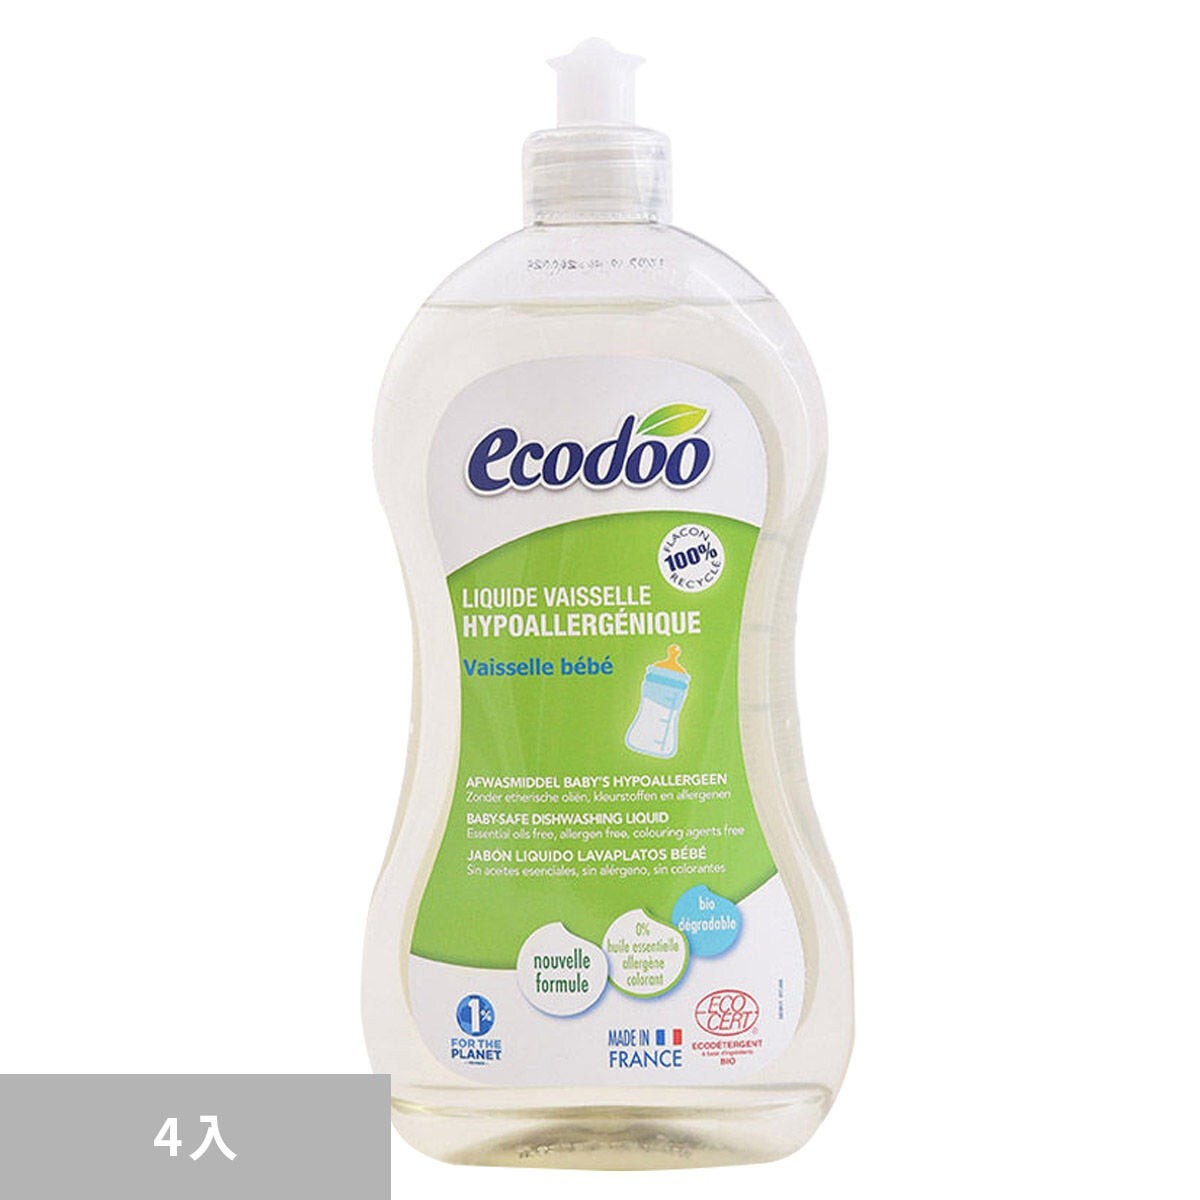 ecodoo
FLACON
100%
RECYCLÉ
LIQUIDE VAISSELLE
HYPOALLERGÉNIQUE
Vaisselle bébé
AFWASMIDDEL BABY'S HYPOALLERGEEN
Zonder etherische oliën, kleurstoffen en allergenen
BABY-SAFE DISHWASHING LIQUID
Essential oils free, allergen free, colouring agents free
JABÓN LIQUIDO LAVAPLATOS BÉBÉ
Sin aceites esenciales, sin alérgeno, sin colorantes
bio
dégradable
0%
huile essentielle
allergène
colorant
nouvelle
formule
1%
FOR THE
PLANET
MADE IN
FRANCE
ECO
CERT
ECODÉTERGENT
à base d'ingrédients
BIO
4入